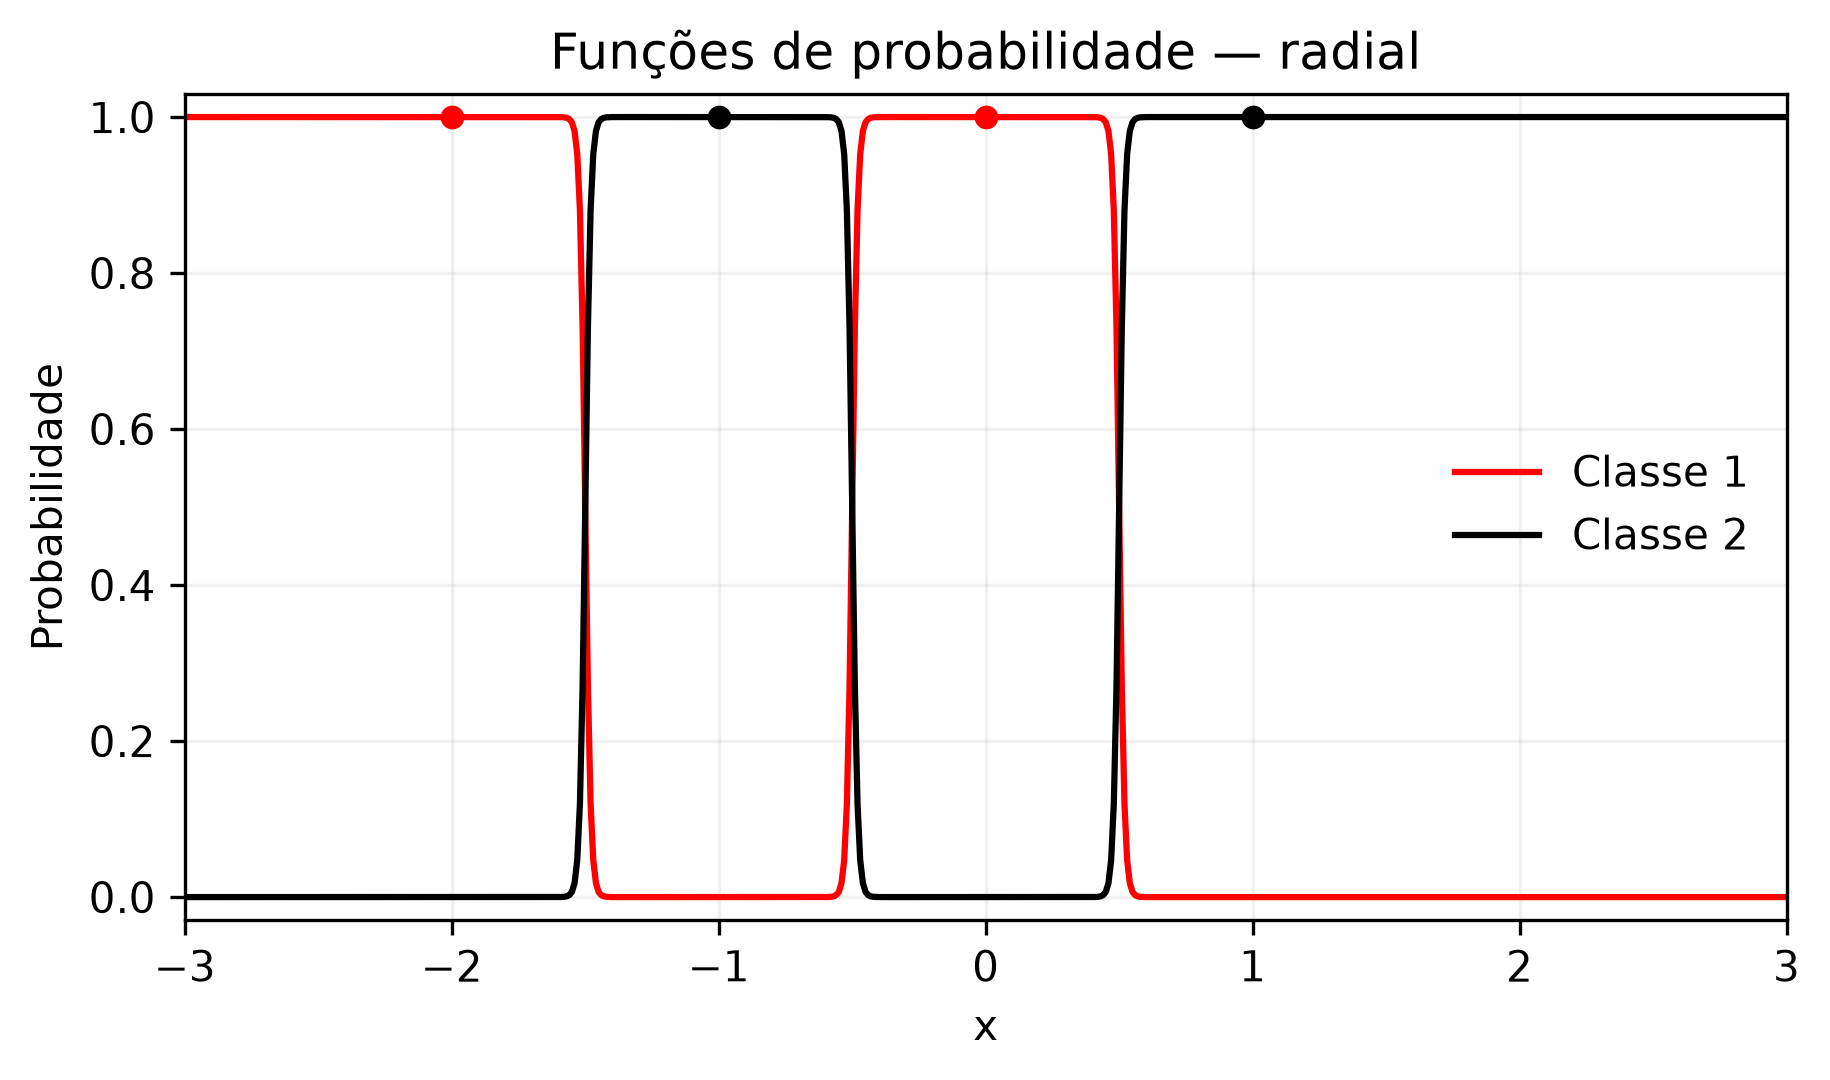 Funções de probabilidade — radial
1.0
0.8
0.6
0.4
0.2
0.0
Probabilidade
Classe 1
Classe 2
−3 −2 −1 0 1 2 3
x